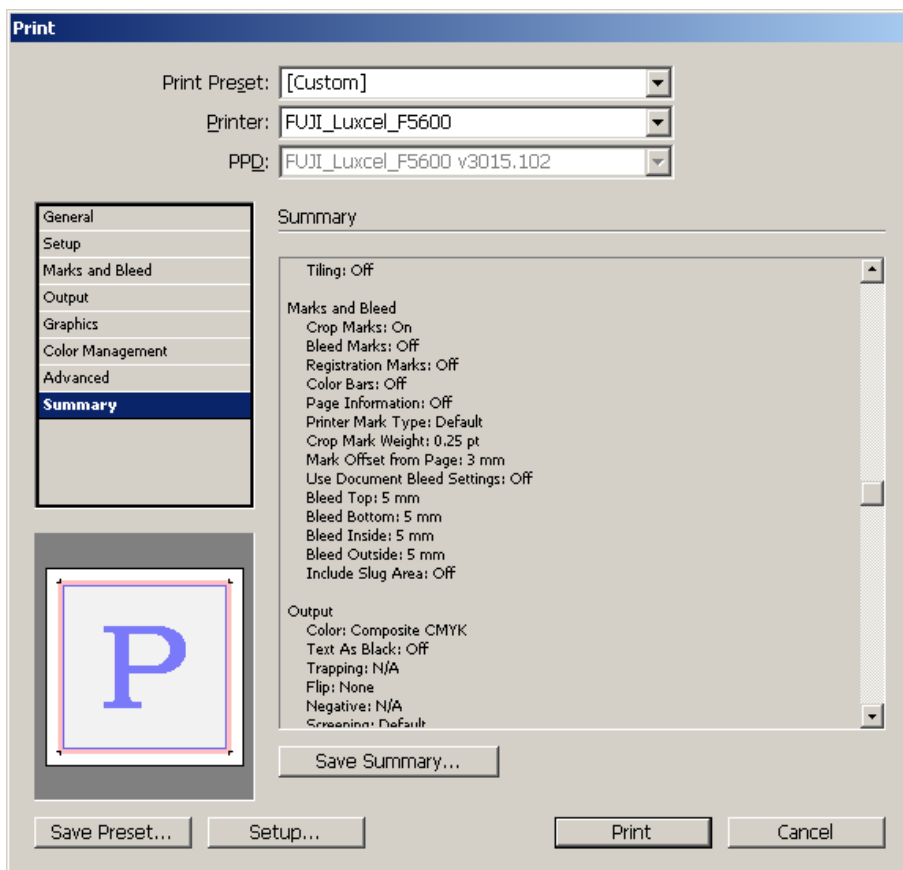 Print
Print Preset: [Custom]
Printer: FUJI_Luxcel_F5600
PPD: FUJI_Luxcel_F5600 v3015.102
General
Setup
Marks and Bleed
Output
Graphics
Color Management
Advanced
Summary
Summary
Tiling: Off
Marks and Bleed
Crop Marks: On
Bleed Marks: Off
Registration Marks: Off
Color Bars: Off
Page Information: Off
Printer Mark Type: Default
Crop Mark Weight: 0.25 pt
Mark Offset from Page: 3 mm
Use Document Bleed Settings: Off
Bleed Top: 5 mm
Bleed Bottom: 5 mm
Bleed Inside: 5 mm
Bleed Outside: 5 mm
Include Slug Area: Off
Output
Color: Composite CMYK
Text As Black: Off
Trapping: N/A
Flip: None
Negative: N/A
Screening: Default
P
Save Summary...
Save Preset...
Setup...
Print
Cancel